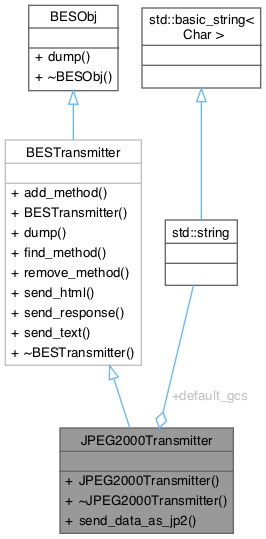 BESObj
+ dump()
+ ~BESObj()
std::basic_string<
Char >
BESTransmitter
+ add_method()
+ BESTransmitter()
+ dump()
+ find_method()
+ remove_method()
+ send_html()
+ send_response()
+ send_text()
+ ~BESTransmitter()
std::string
+default_gcs
JPEG2000Transmitter
+ JPEG2000Transmitter()
+ ~JPEG2000Transmitter()
+ send_data_as_jp2()